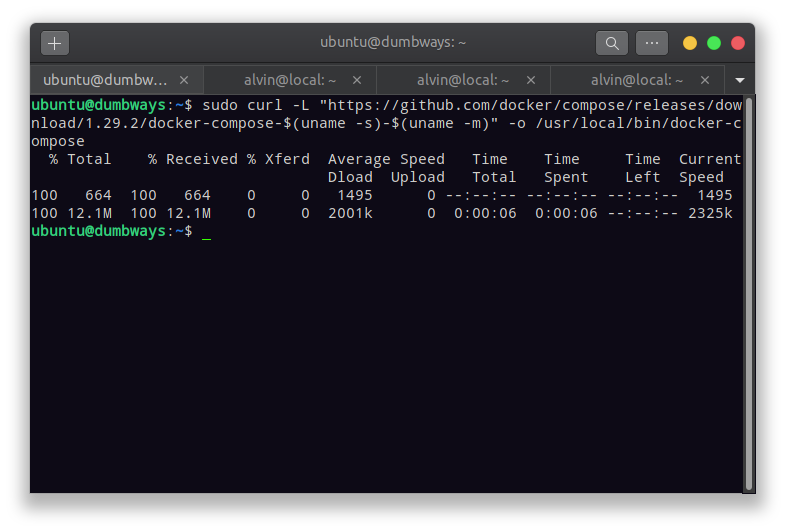 ubuntu@dumbways: ~
ubuntu@dumbw... × alvin@local: ~ × alvin@local: ~ × alvin@local: ~ ×
ubuntu@dumbways:~$ sudo curl -L "https://github.com/docker/compose/releases/dow
nload/1.29.2/docker-compose-$(uname -s)-$(uname -m)" -o /usr/local/bin/docker-c
ompose
  % Total    % Received % Xferd  Average Speed   Time    Time     Time  Current
                                 Dload  Upload   Total   Spent    Left  Speed
100   664  100   664    0     0   1495      0 --:--:-- --:--:-- --:--:--  1495
100 12.1M  100 12.1M    0     0  2001k      0  0:00:06  0:00:06 --:--:-- 2325k
ubuntu@dumbways:~$ _